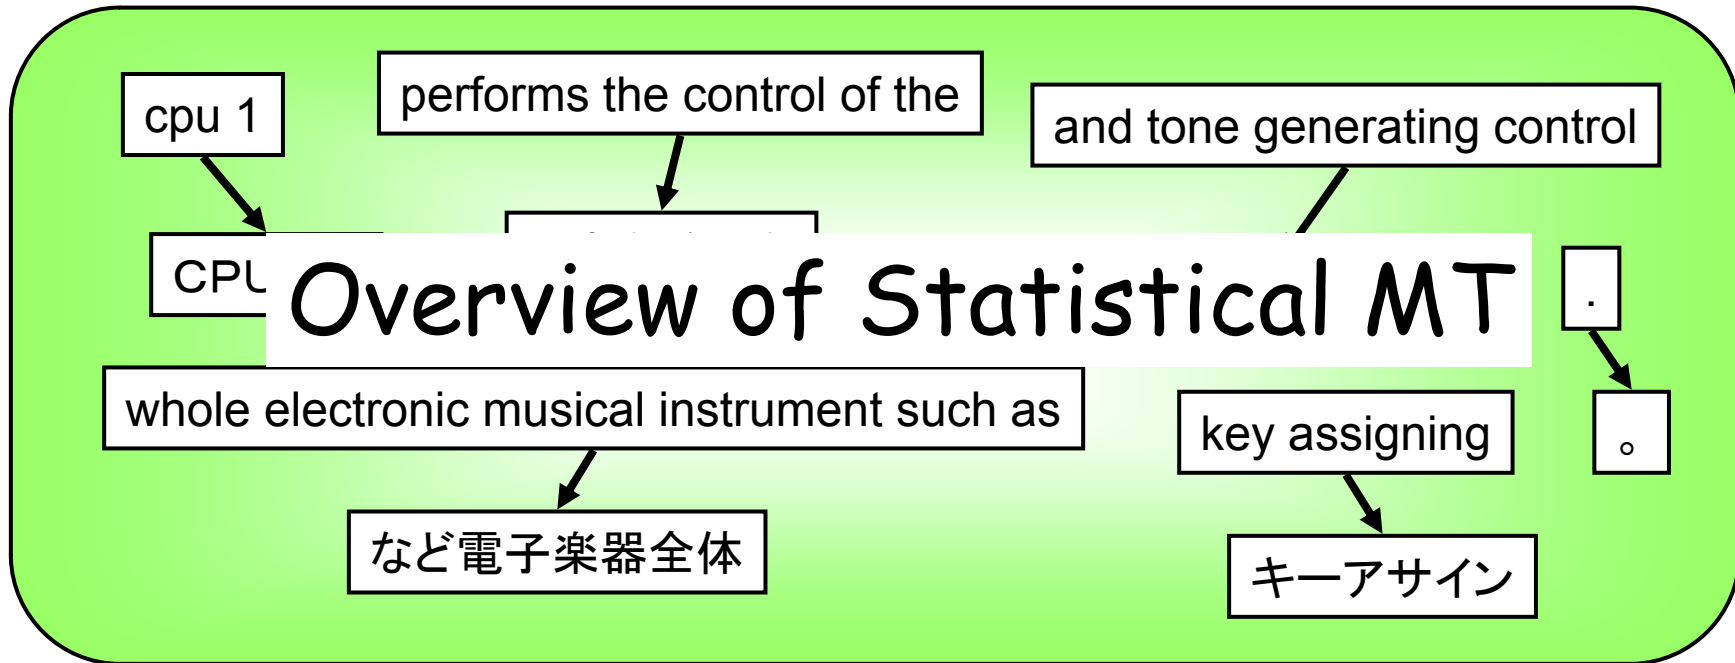 cpu 1
performs the control of the
and tone generating control
CPU
Overview of Statistical MT
.
whole electronic musical instrument such as
key assigning
。
など電子楽器全体
キーアサイン